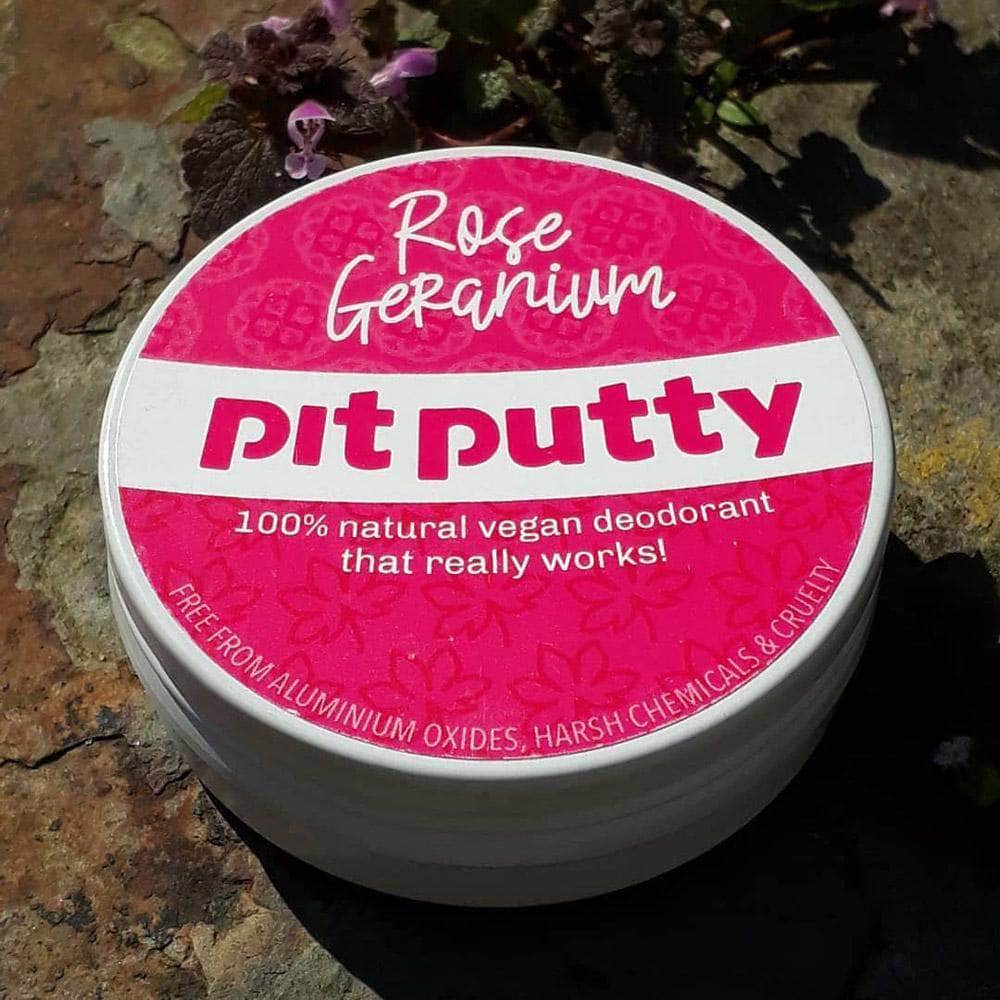 Rose
Geranium
pit putty
100% natural vegan deodorant
that really works!
FREE FROM ALUMINIUM OXIDES, HARSH CHEMICALS & CRUELTY